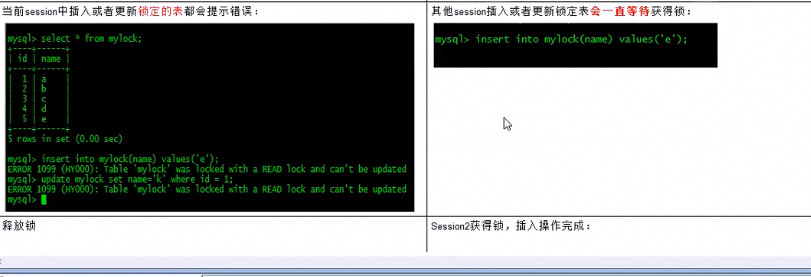 当前session中插入或者更新锁定的表都会提示错误：
mysql> select * from mylock;
+----+------+
| id | name |
+----+------+
| 1 | a |
| 2 | b |
| 3 | c |
| 4 | d |
| 5 | e |
+----+------+
5 rows in set (0.00 sec)
mysql> insert into mylock(name) values('e');
ERROR 1099 (HY000): Table 'mylock' was locked with a READ lock and can't be updated
mysql> update mylock set name='k' where id = 1;
ERROR 1099 (HY000): Table 'mylock' was locked with a READ lock and can't be updated
mysql>
其他session插入或者更新锁定表会一直等待获得锁：
mysql> insert into mylock(name) values('e');
释放锁
Session2获得锁，插入操作完成：